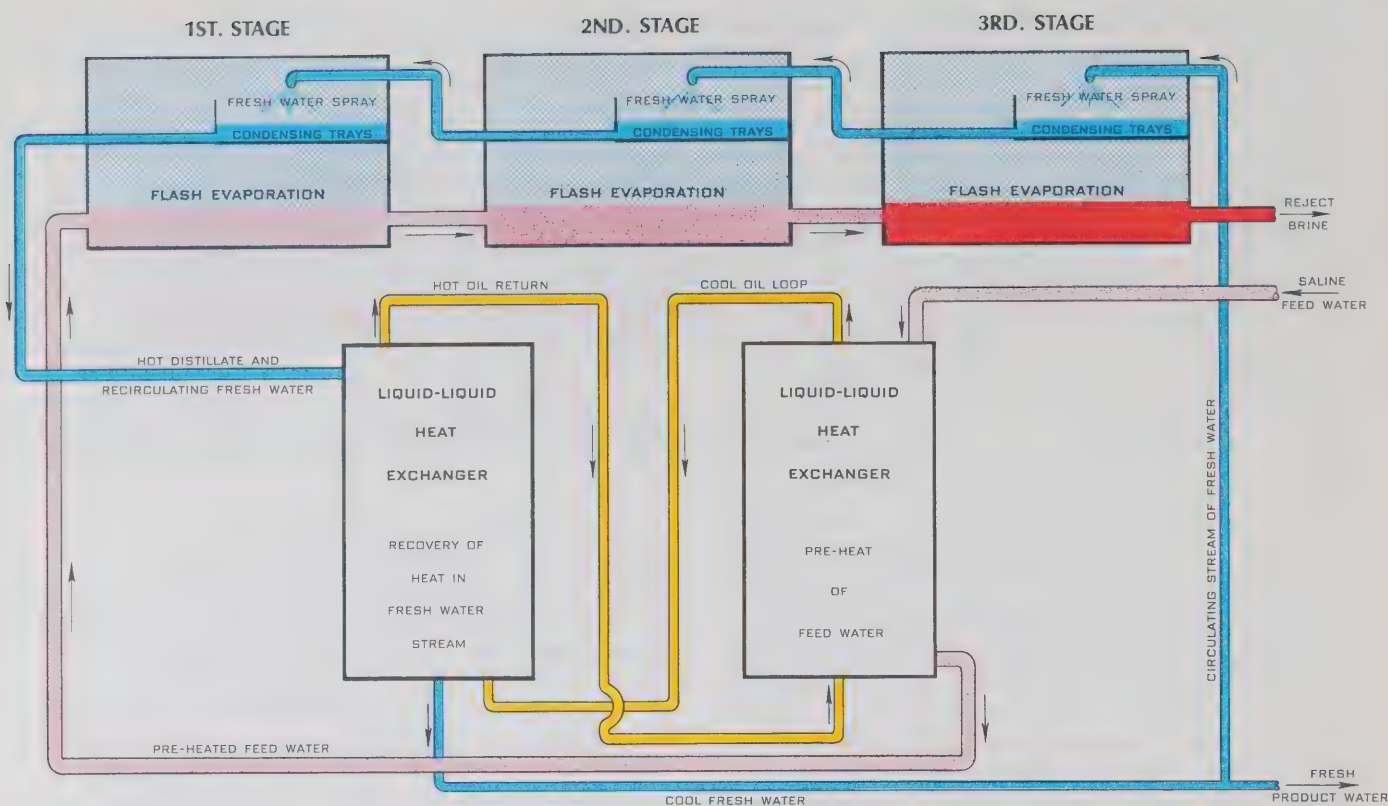 1ST. STAGE
2ND. STAGE
3RD. STAGE
FRESH WATER SPRAY
CONDENSING TRAYS
FLASH EVAPORATION
FRESH WATER SPRAY
CONDENSING TRAYS
FLASH EVAPORATION
FRESH WATER SPRAY
CONDENSING TRAYS
FLASH EVAPORATION
REJECT
BRINE
HOT OIL RETURN
COOL OIL LOOP
SALINE
FEED WATER
HOT DISTILLATE AND
RECIRCULATING FRESH WATER
LIQUID-LIQUID
HEAT
EXCHANGER
RECOVERY OF
HEAT IN
FRESH WATER
STREAM
LIQUID-LIQUID
HEAT
EXCHANGER
PRE-HEAT
OF
FEED WATER
CIRCULATING STREAM OF FRESH WATER
PRE-HEATED FEED WATER
COOL FRESH WATER
FRESH
PRODUCT WATER